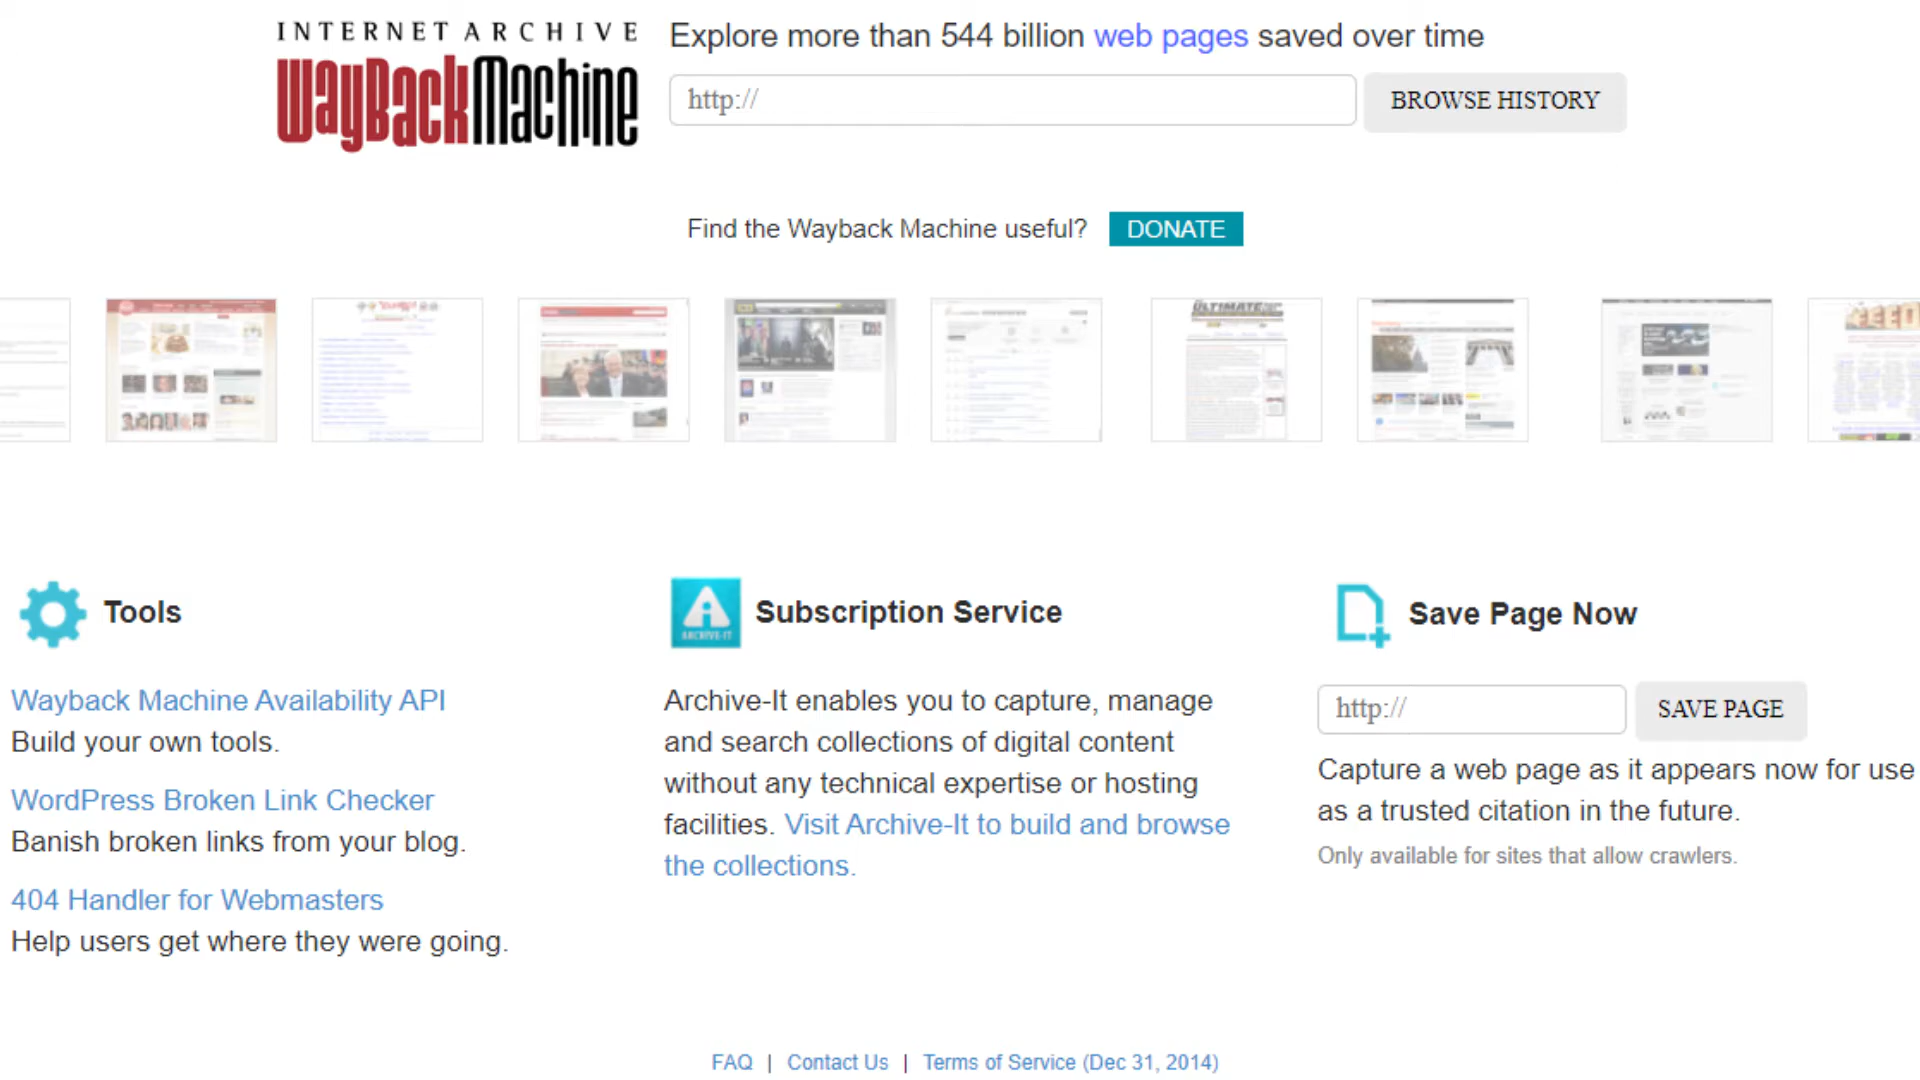 INTERNET ARCHIVE
WayBackMachine
Explore more than 544 billion web pages saved over time
http://
BROWSE HISTORY
Find the Wayback Machine useful?
DONATE
ULTIMATE
Tools
Wayback Machine Availability API
Build your own tools.
WordPress Broken Link Checker
Banish broken links from your blog.
404 Handler for Webmasters
Help users get where they were going.
ARCHIVE-IT
Subscription Service
Archive-It enables you to capture, manage
and search collections of digital content
without any technical expertise or hosting
facilities. Visit Archive-It to build and browse
the collections.
Save Page Now
http://
SAVE PAGE
Capture a web page as it appears now for use
as a trusted citation in the future.
Only available for sites that allow crawlers.
FAQ | Contact Us | Terms of Service (Dec 31, 2014)